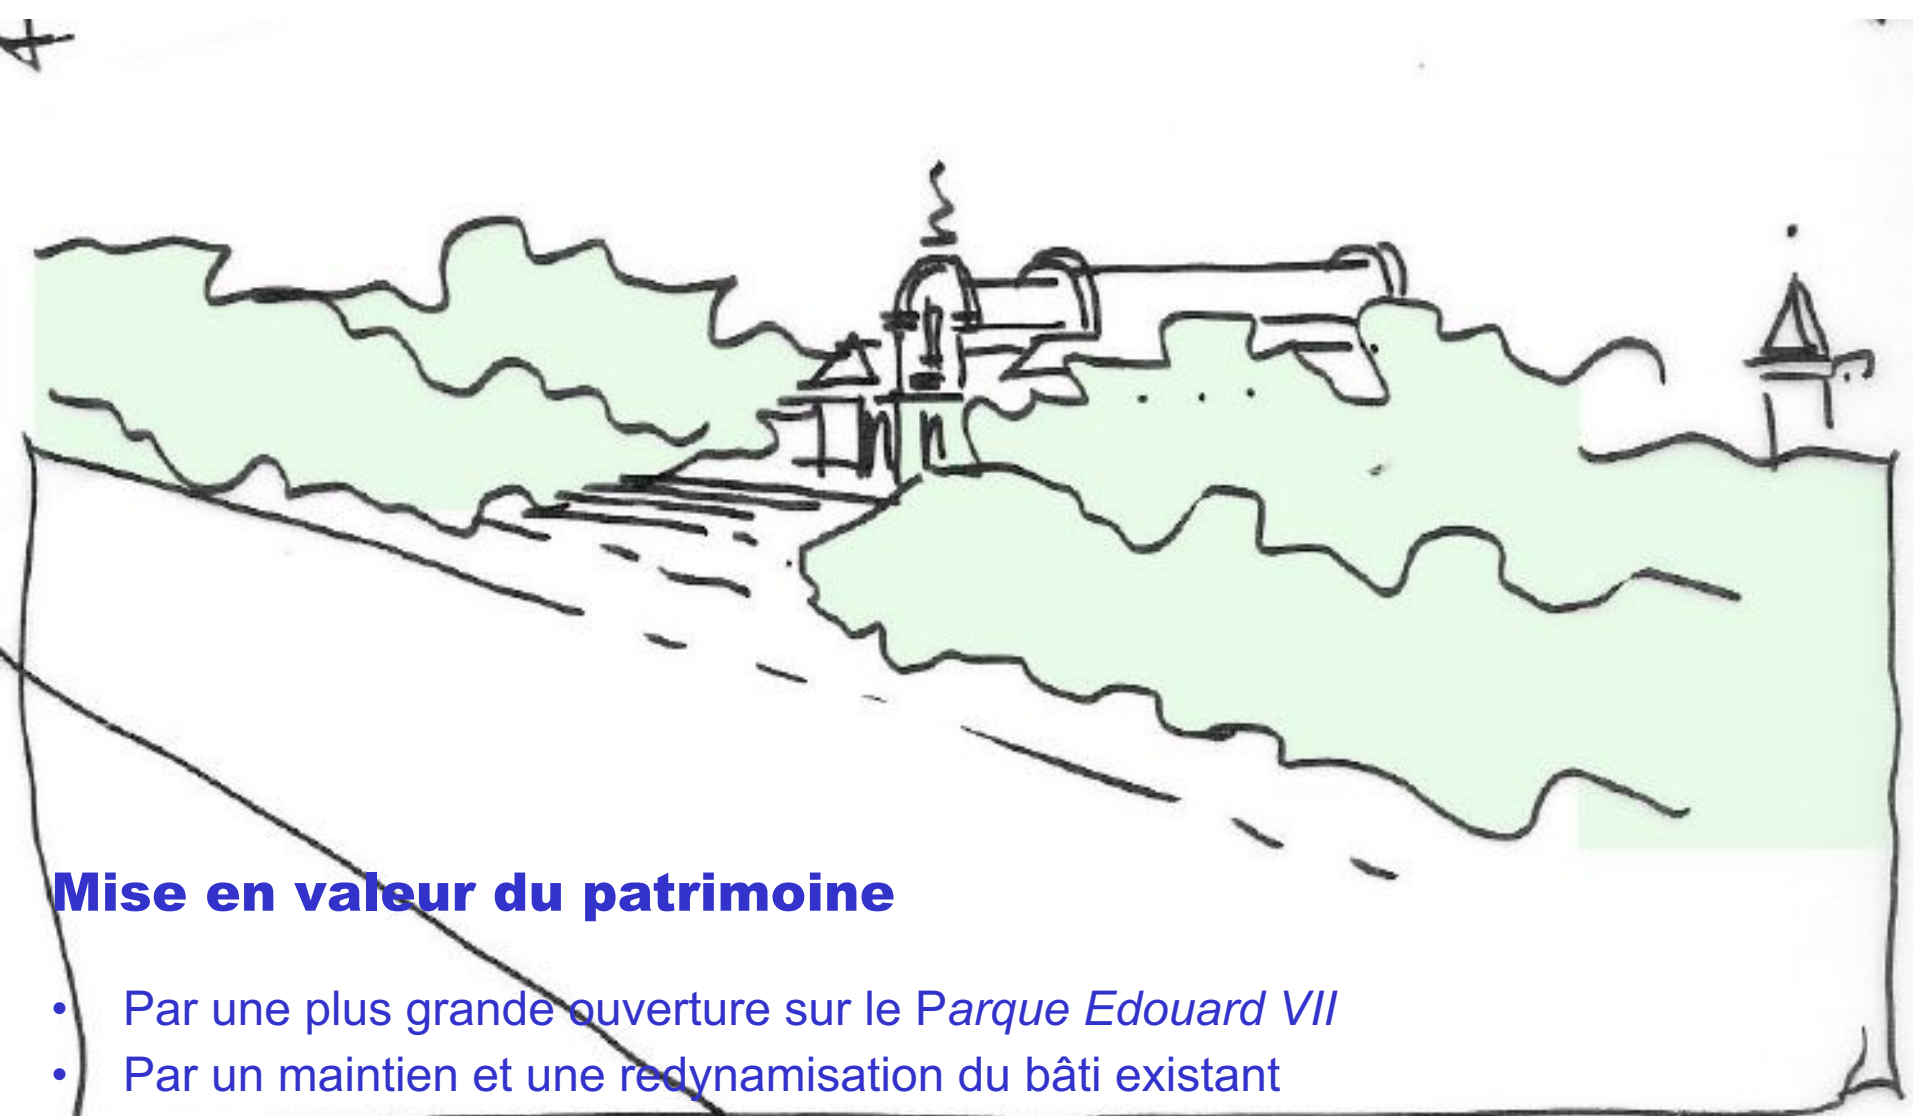 Mise en valeur du patrimoine
• Par une plus grande ouverture sur le Parque Edouard VII
• Par un maintien et une redynamisation du bâti existant